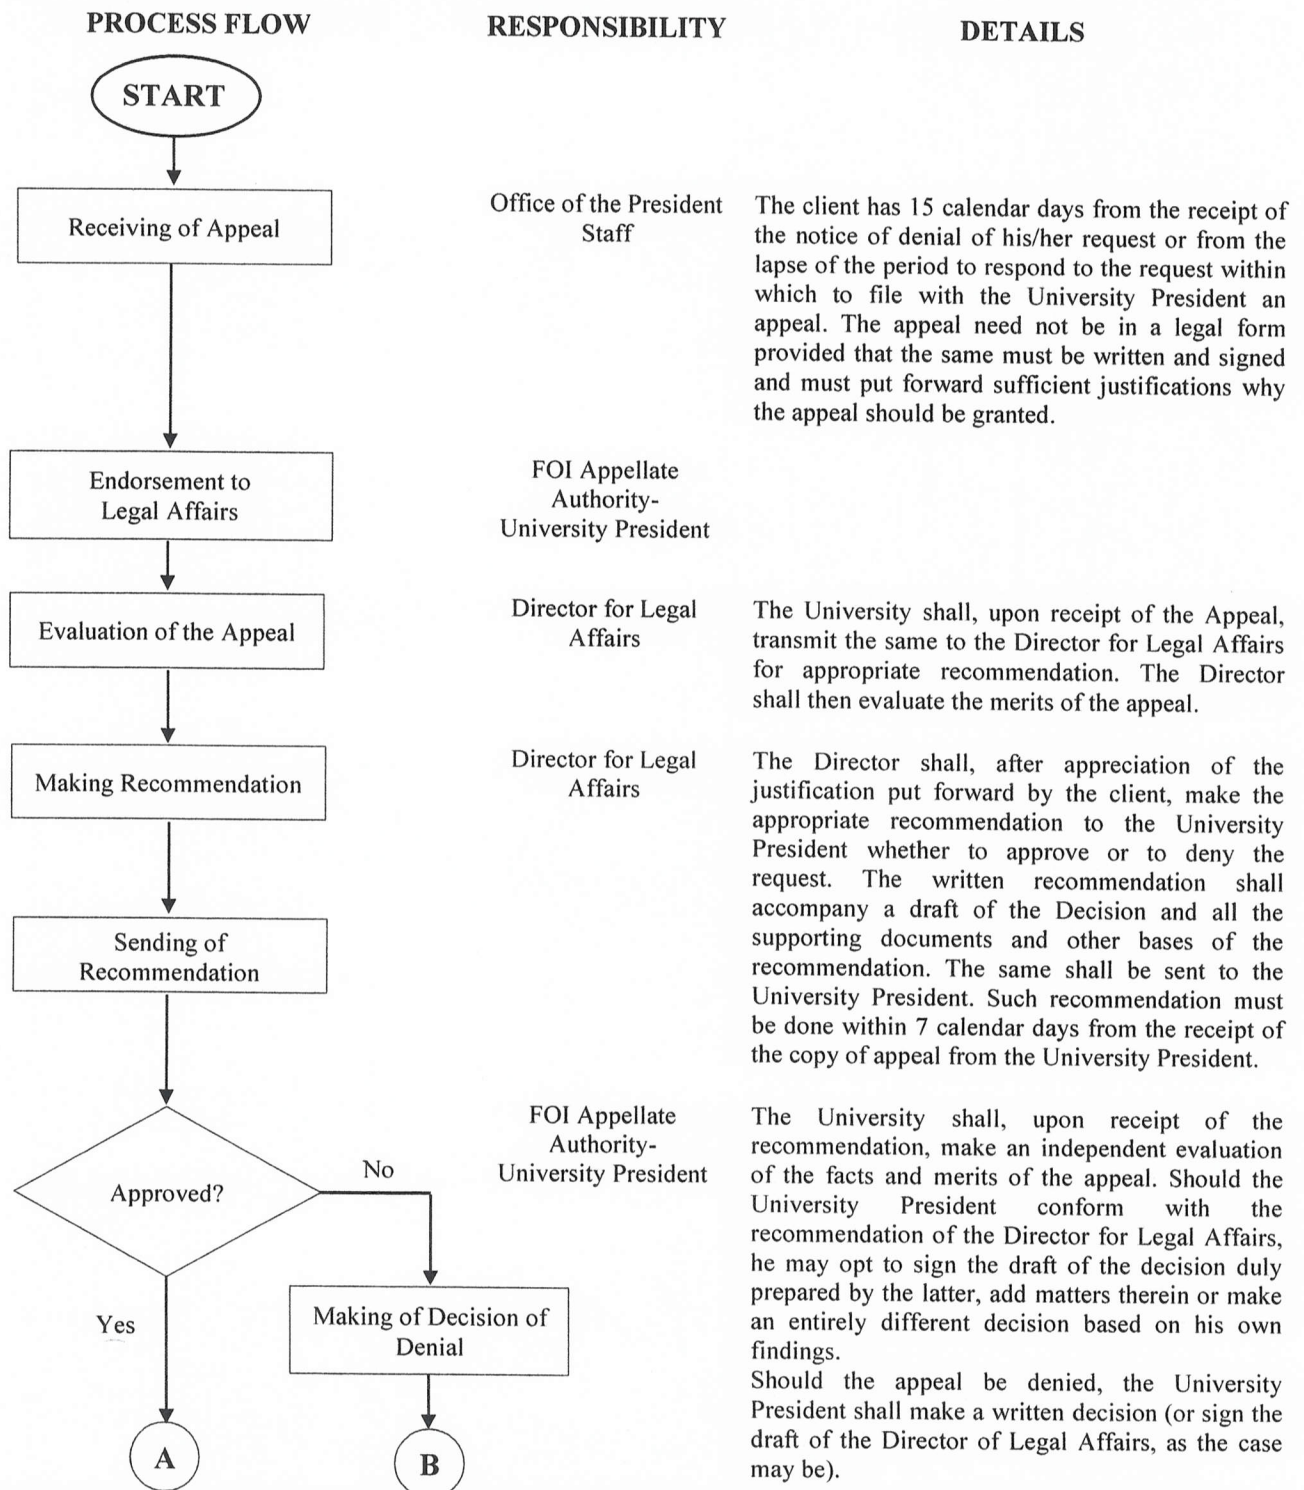 PROCESS FLOW
RESPONSIBILITY
DETAILS
START
Receiving of Appeal
Office of the President
Staff
The client has 15 calendar days from the receipt of
the notice of denial of his/her request or from the
lapse of the period to respond to the request within
which to file with the University President an
appeal. The appeal need not be in a legal form
provided that the same must be written and signed
and must put forward sufficient justifications why
the appeal should be granted.
Endorsement to
Legal Affairs
FOI Appellate
Authority-
University President
Evaluation of the Appeal
Director for Legal
Affairs
The University shall, upon receipt of the Appeal,
transmit the same to the Director for Legal Affairs
for appropriate recommendation. The Director
shall then evaluate the merits of the appeal.
Making Recommendation
Director for Legal
Affairs
The Director shall, after appreciation of the
justification put forward by the client, make the
appropriate recommendation to the University
President whether to approve or to deny the
request. The written recommendation shall
accompany a draft of the Decision and all the
supporting documents and other bases of the
recommendation. The same shall be sent to the
University President. Such recommendation must
be done within 7 calendar days from the receipt of
the copy of appeal from the University President.
Sending of
Recommendation
Approved?
No
Yes
FOI Appellate
Authority-
University President
The University shall, upon receipt of the
recommendation, make an independent evaluation
of the facts and merits of the appeal. Should the
University President conform with the
recommendation of the Director for Legal Affairs,
he may opt to sign the draft of the decision duly
prepared by the latter, add matters therein or make
an entirely different decision based on his own
findings.
Should the appeal be denied, the University
President shall make a written decision (or sign the
draft of the Director of Legal Affairs, as the case
may be).
Making of Decision of
Denial
A
B